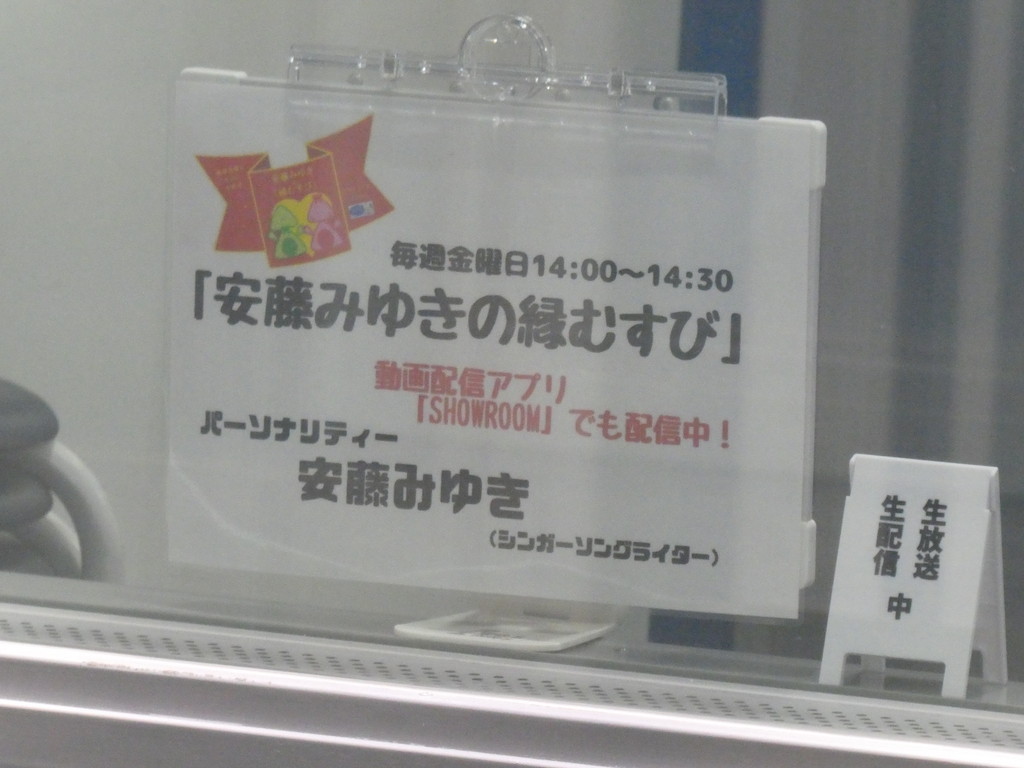 毎週金曜日14:00〜14:30
「安藤みゆきの縁むすび」
動画配信アプリ
「SHOWROOM」でも配信中！
パーソナリティー
安藤みゆき
（シンガーソングライター）
生放送
生配信 中